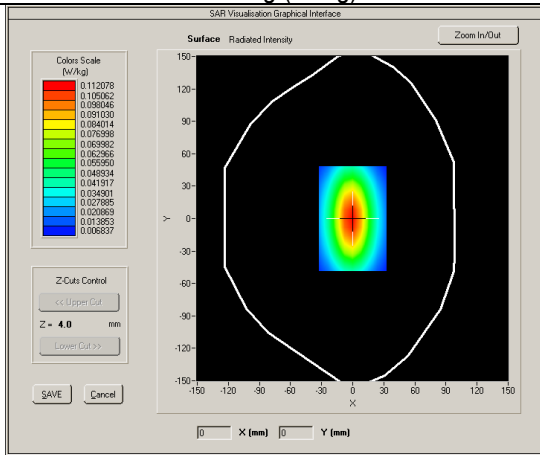 SAR Visualisation Graphical Interface
Surface Radiated Intensity
Zoom In/Out
Colors Scale
(W/kg)
0.112078
0.105062
0.098046
0.091030
0.084014
0.076998
0.069982
0.062966
0.055950
0.048934
0.041917
0.034901
0.027885
0.020869
0.013853
0.006837
Z-Cuts Control
<< Upper Cut
Z = 4.0 mm
Lower Cut >>
SAVE Cancel
150
120
90
60
30
0
-30
-60
-90
-120
-150
Y
-150 -120 -90 -60 -30 0 30 60 90 120 150
X
0 X (mm) 0 Y (mm)